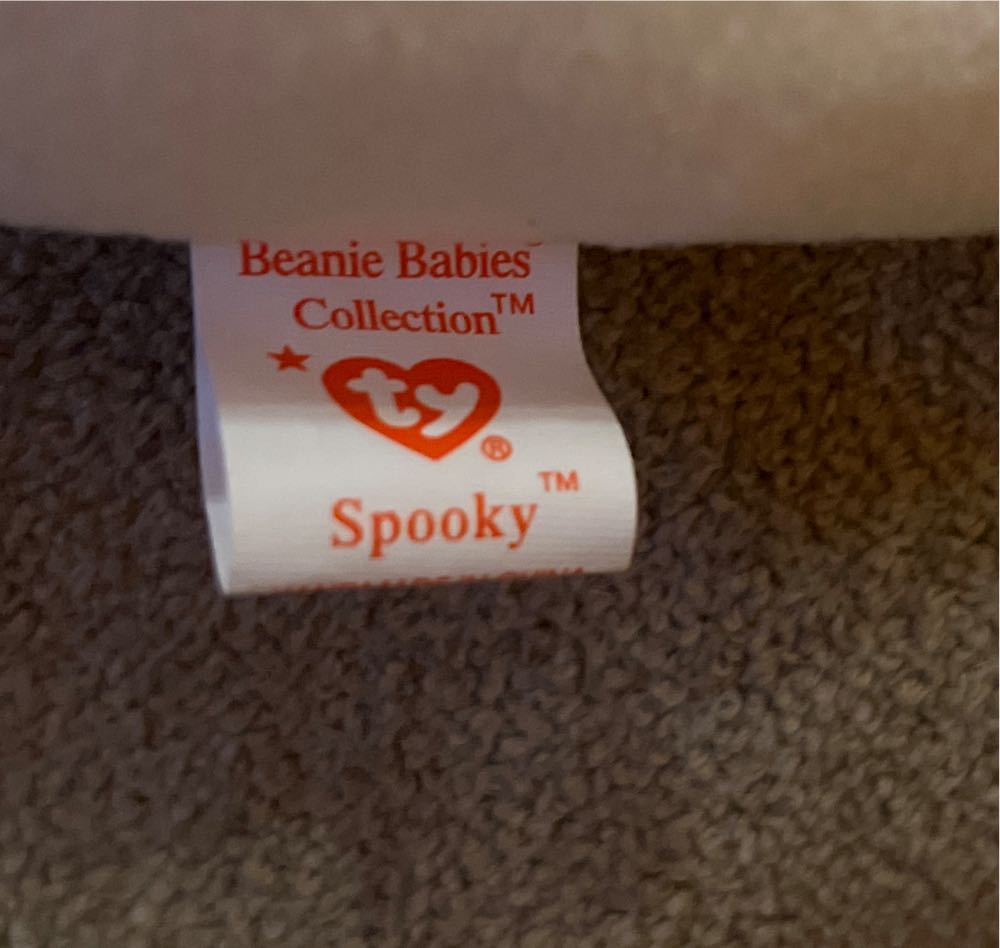 Beanie Babies
Collection™
★ ty®
Spooky™